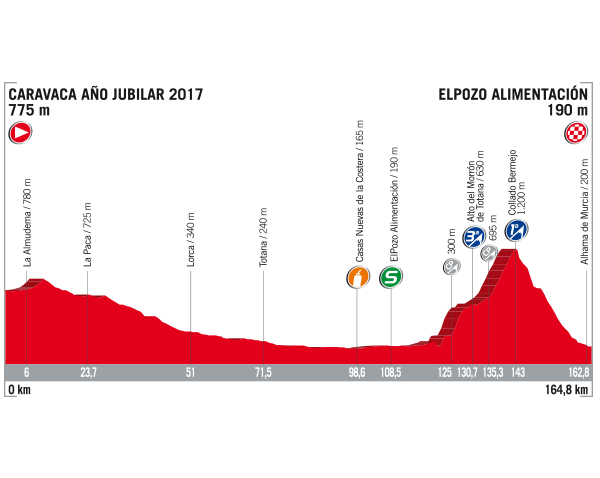 CARAVACA AÑO JUBILAR 2017
775 m
ELPOZO ALIMENTACIÓN
190 m
La Almudema / 780 m
La Paca / 725 m
Lorca / 340 m
Totana / 240 m
Casas Nuevas de la Costera / 165 m
ElPozo Alimentación / 190 m
S
300 m
Alto del Morrón
de Totana / 630 m
3ª
695 m
Collado Bermejo
1.200 m
1ª
Alhama de Murcia / 200 m
6
23,7
51
71,5
98,6
108,5
125
130,7
135,3
143
162,8
0 km
164,8 km